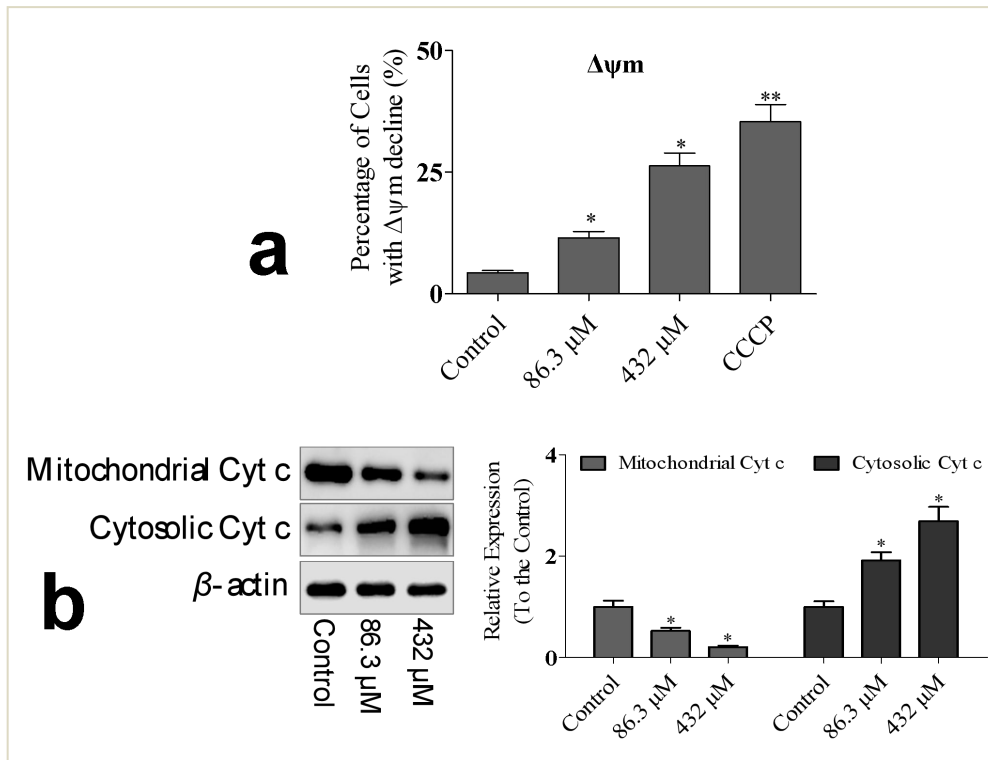 a
Percentage of Cells
with Δψm decline (%)
50
25
0
Δψm
*
*
**
Control
86.3 μM
432 μM
CCCP
b
Mitochondrial Cyt c
Cytosolic Cyt c
β-actin
Control
86.3 μM
432 μM
Relative Expression
(To the Control)
4
2
0
Mitochondrial Cyt c
Cytosolic Cyt c
*
*
*
*
Control
86.3 μM
432 μM
Control
86.3 μM
432 μM